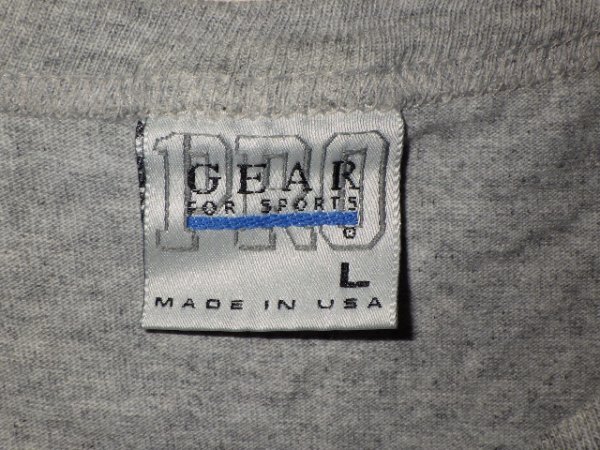 PRO
GEAR
FOR SPORTS
®
L
MADE IN USA